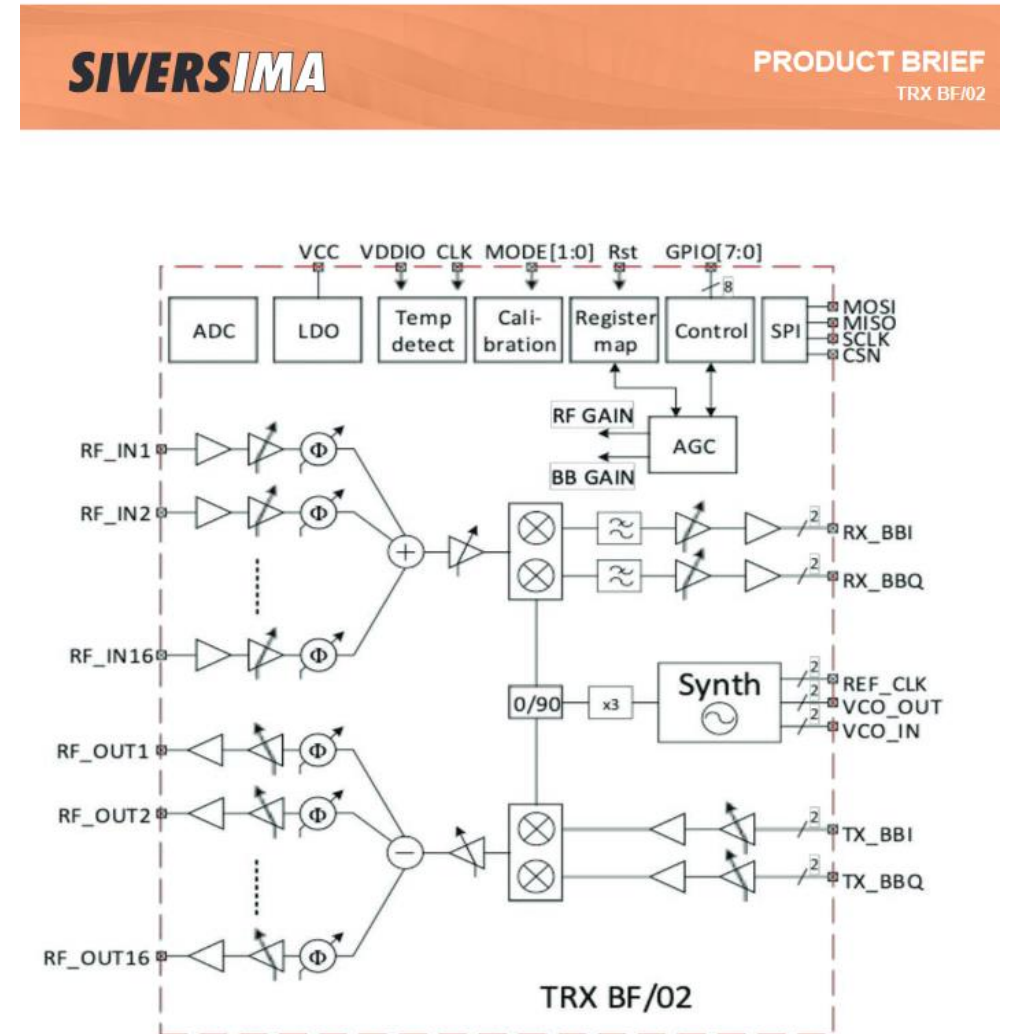 SIVERSIMA
PRODUCT BRIEF
TRX BF/02
VCC VDDIO CLK MODE[1:0] Rst GPIO[7:0]
8
ADC
LDO
Temp
detect
Cali-
bration
Register
map
Control
SPI
MOSI
MISO
SCLK
CSN
RF GAIN
AGC
BB GAIN
RF_IN1
Φ
RF_IN2
Φ
+
2
RX_BBI
2
RX_BBQ
RF_IN16
Φ
0/90
x3
Synth
2
REF_CLK
2
VCO_OUT
2
VCO_IN
RF_OUT1
Φ
RF_OUT2
Φ
−
2
TX_BBI
2
TX_BBQ
RF_OUT16
Φ
TRX BF/02